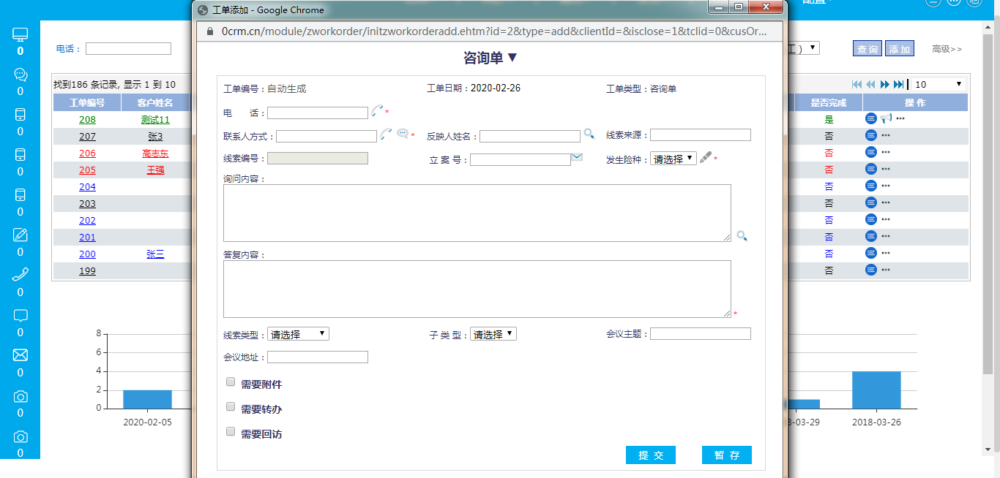 工单添加 - Google Chrome
0crm.cn/module/zworkorder/initzworkorderadd.ehtm?id=2&type=add&clientId=&isclose=1&tclid=0&cusOr...
咨询单 ▼
工单编号：自动生成 工单日期：2020-02-26 工单类型：咨询单
电 话： *
联系人方式： * 反映人姓名： 线索来源：
线索编号： 立 案 号： 发生险种： 请选择 *
询问内容：
答复内容：
*
线索类型： 请选择 子 类 型： 请选择 会议主题：
会议地址：
需要附件
需要转办
需要回访
提 交 暂 存
0
0
0
0
0
0
0
0
0
0
0
电话：
工 ) 查 询 添 加 高级>>
找到186 条记录, 显示 1 到 10 10
工单编号 客户姓名 是否完成 操 作
208 测试11 是
207 张3 否
206 高志东 否
205 王强 否
204 否
203 否
202 否
201 否
200 张三 否
199 否
8
6
4
2
0
2020-02-05 3-03-29 2018-03-26